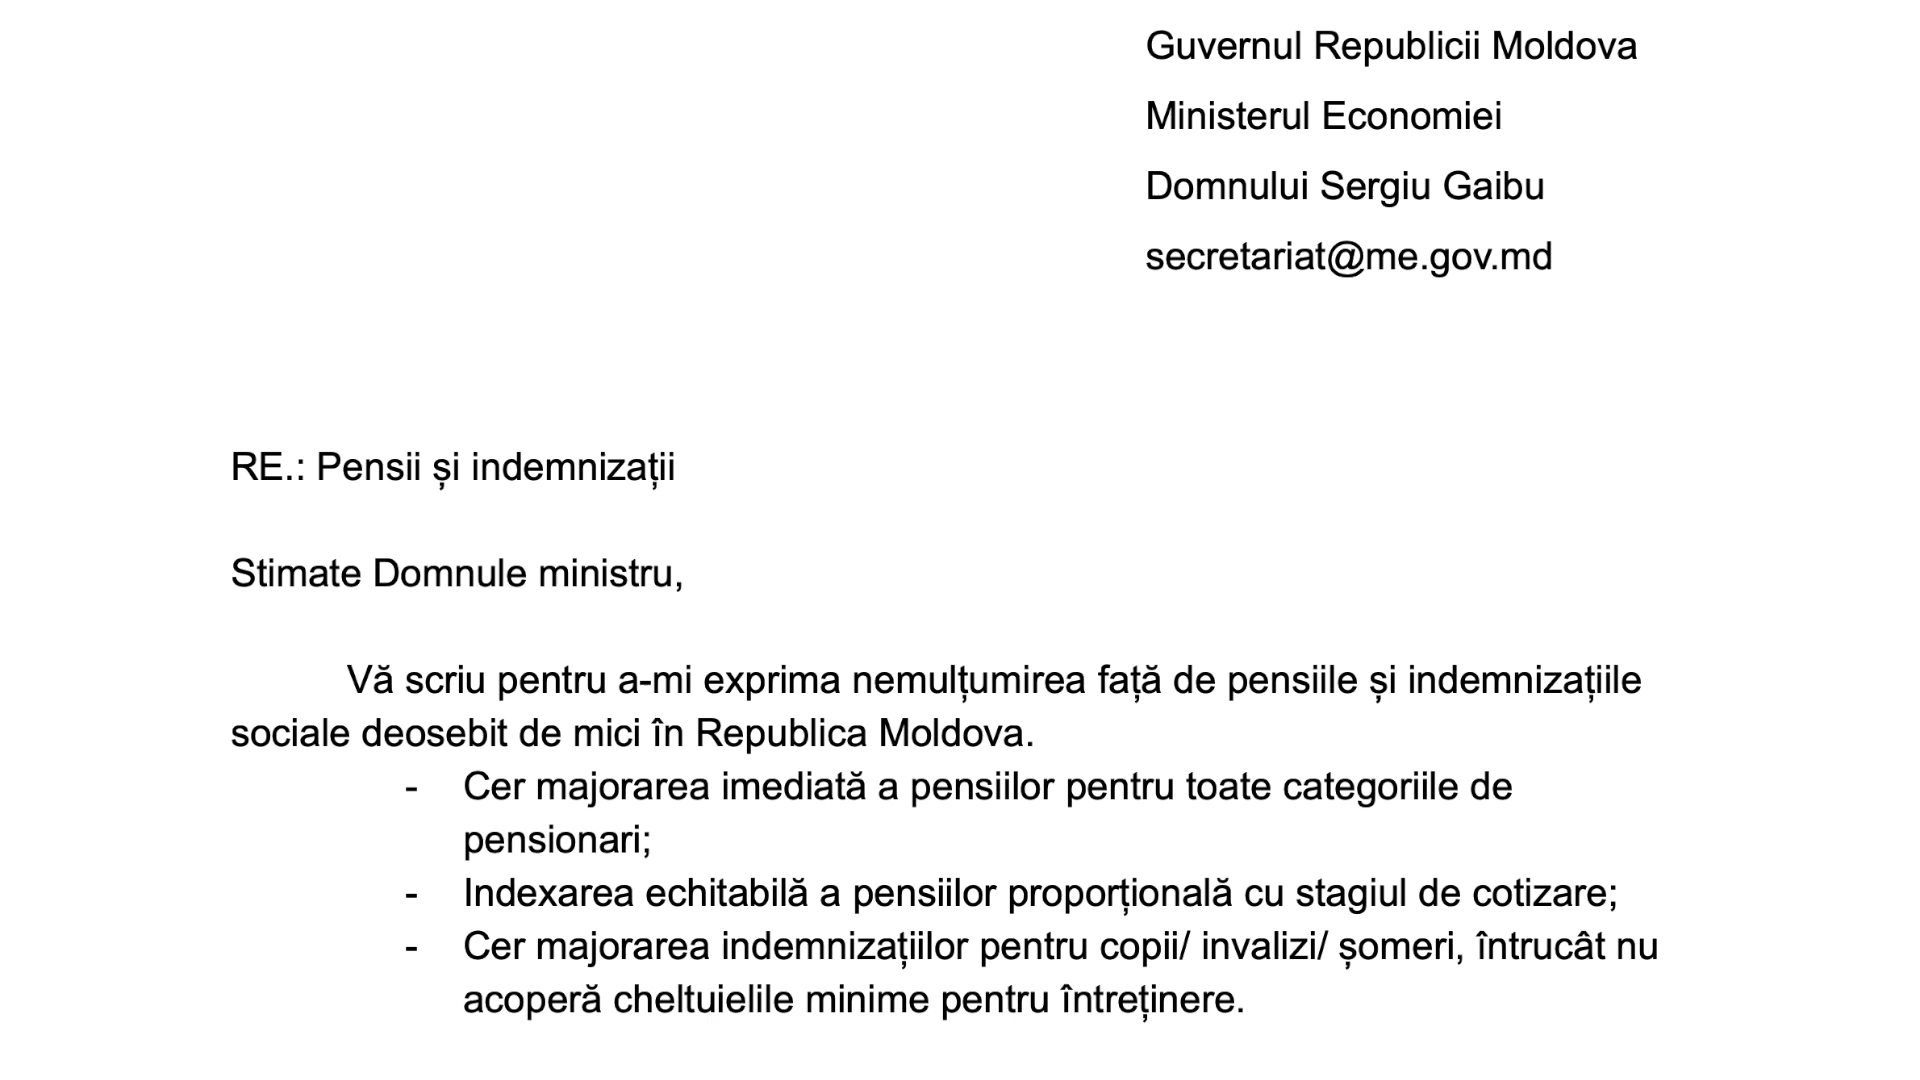 Guvernul Republicii Moldova
Ministerul Economiei
Domnului Sergiu Gaibu
secretariat@me.gov.md
RE.: Pensii și indemnizații
Stimate Domnule ministru,
Vă scriu pentru a-mi exprima nemulțumirea față de pensiile și indemnizațiile
sociale deosebit de mici în Republica Moldova.
- Cer majorarea imediată a pensiilor pentru toate categoriile de
pensionari;
- Indexarea echitabilă a pensiilor proporțională cu stagiul de cotizare;
- Cer majorarea indemnizațiilor pentru copii/ invalizi/ șomeri, întrucât nu
acoperă cheltuielile minime pentru întreținere.